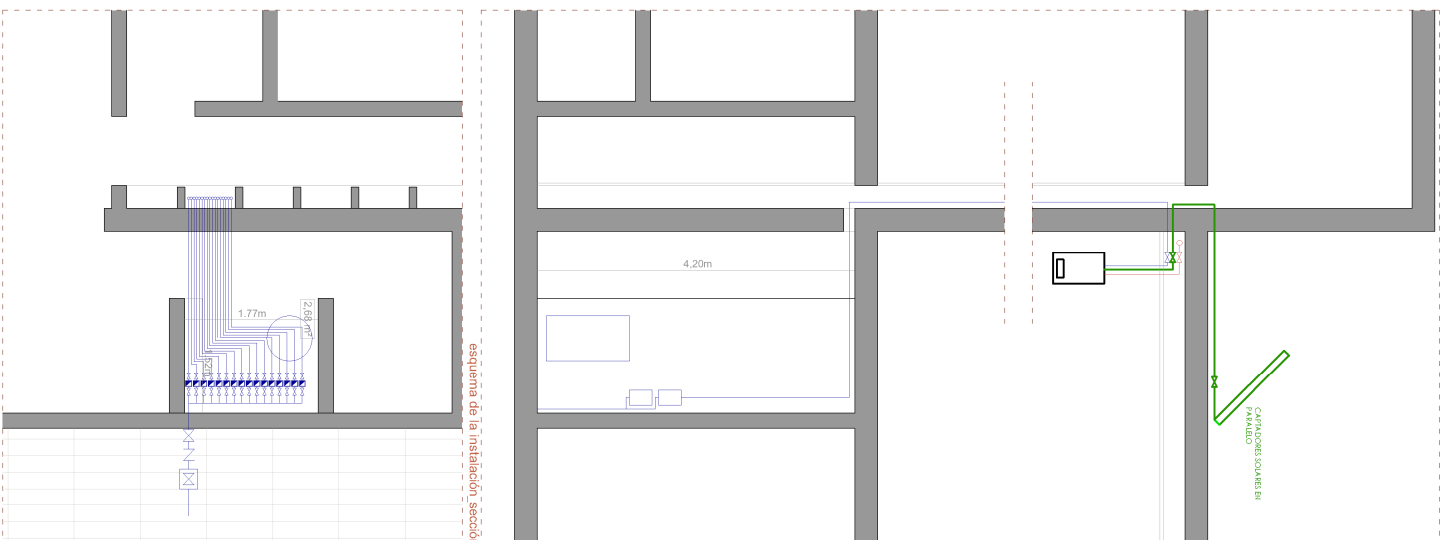 1.77m
2,68 m²
esquema de la instalación_secció
4,20m
CAPTADORES SOLARES EN
PARALELO